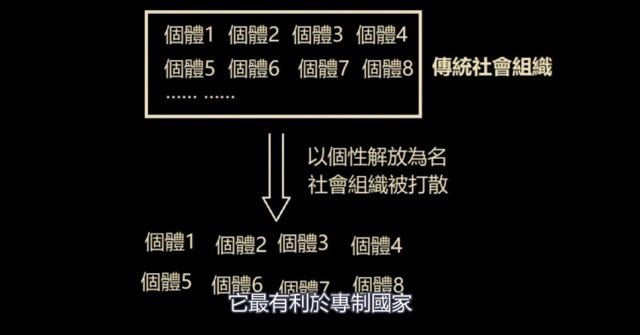 個體1 個體2 個體3 個體4
個體5 個體6 個體7 個體8
…… ……
傳統社會組織
以個性解放為名
社會組織被打散
個體1 個體2 個體3 個體4
個體5 個體6 個體7 個體8
它最有利於專制國家